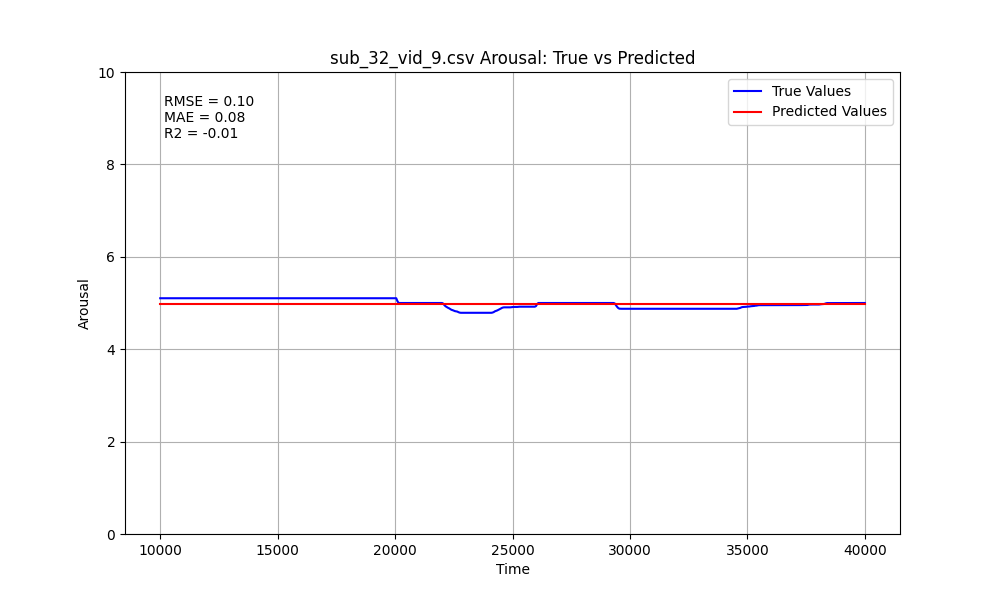 sub_32_vid_9.csv Arousal: True vs Predicted
RMSE = 0.10
MAE = 0.08
R2 = -0.01
True Values
Predicted Values
10
8
6
4
2
0
Arousal
10000
15000
20000
25000
30000
35000
40000
Time